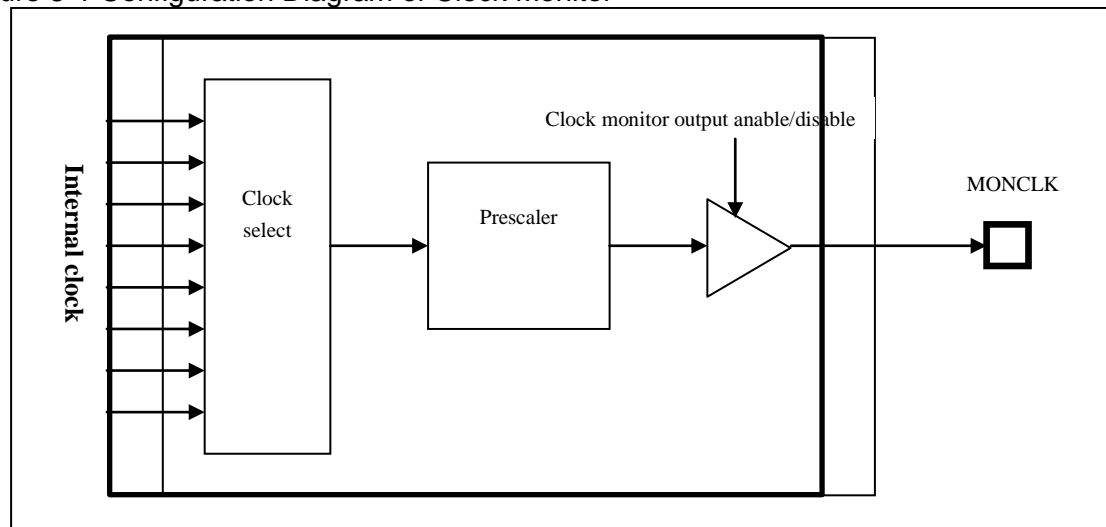 Clock monitor output anable/disable
Internal clock
Clock
select
Prescaler
MONCLK